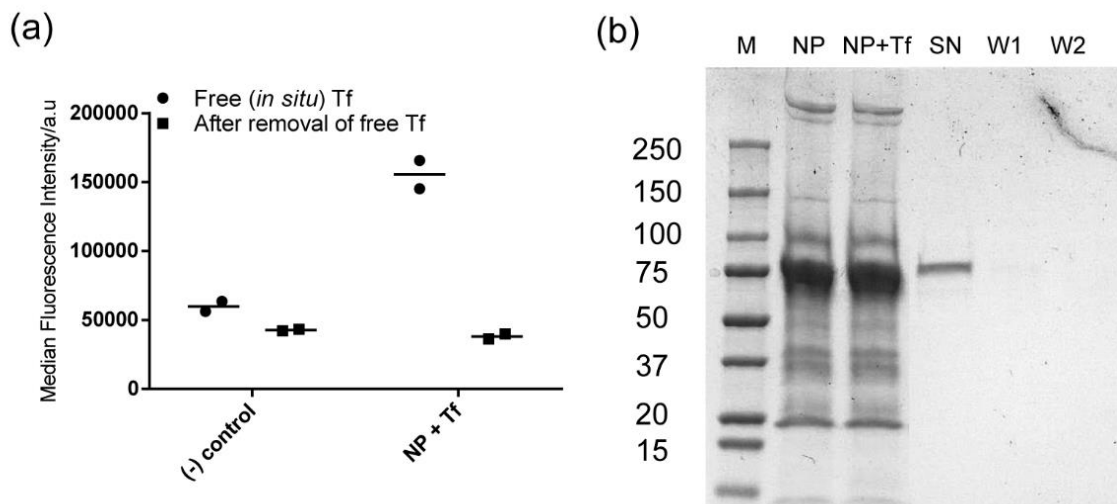 (a)
Free (in situ) Tf
After removal of free Tf
Median Fluorescence Intensity/a.u
200000
150000
100000
50000
0
(-) control
NP + Tf
(b)
M NP NP+Tf SN W1 W2
250
150
100
75
50
37
20
15